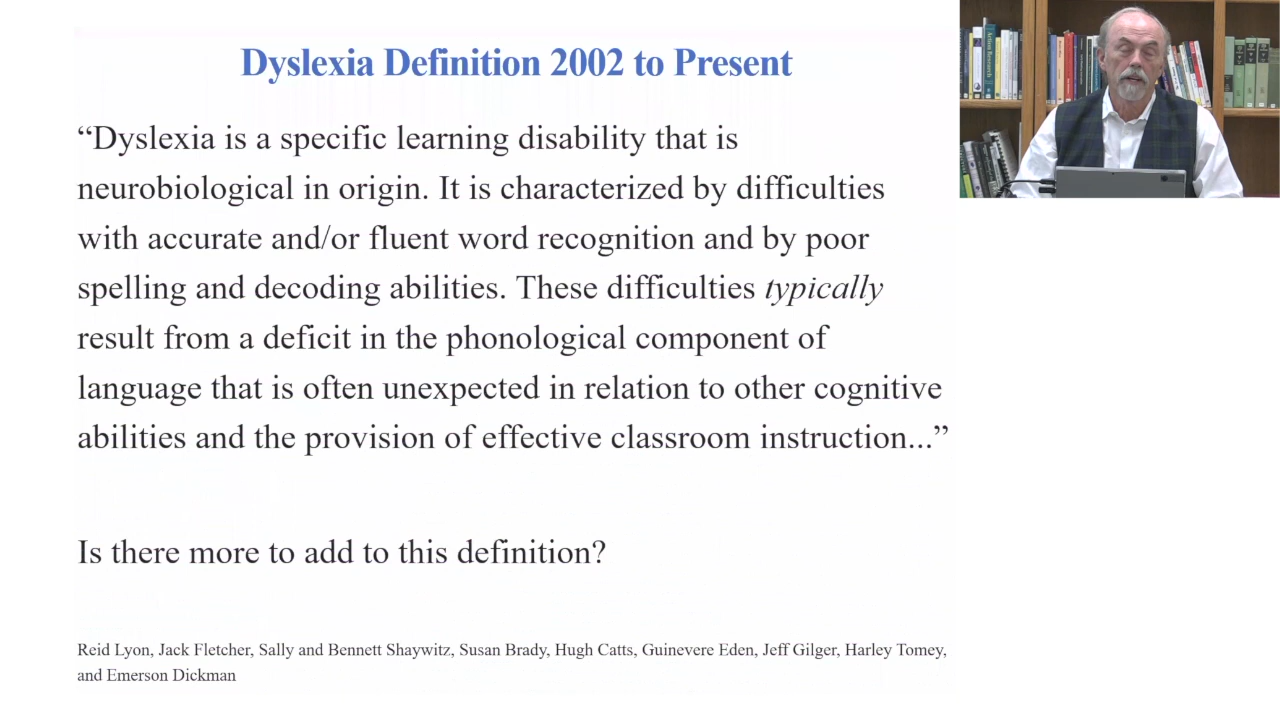 Dyslexia Definition 2002 to Present
“Dyslexia is a specific learning disability that is
neurobiological in origin. It is characterized by difficulties
with accurate and/or fluent word recognition and by poor
spelling and decoding abilities. These difficulties typically
result from a deficit in the phonological component of
language that is often unexpected in relation to other cognitive
abilities and the provision of effective classroom instruction...”
Is there more to add to this definition?
Reid Lyon, Jack Fletcher, Sally and Bennett Shaywitz, Susan Brady, Hugh Catts, Guinevere Eden, Jeff Gilger, Harley Tomey,
and Emerson Dickman